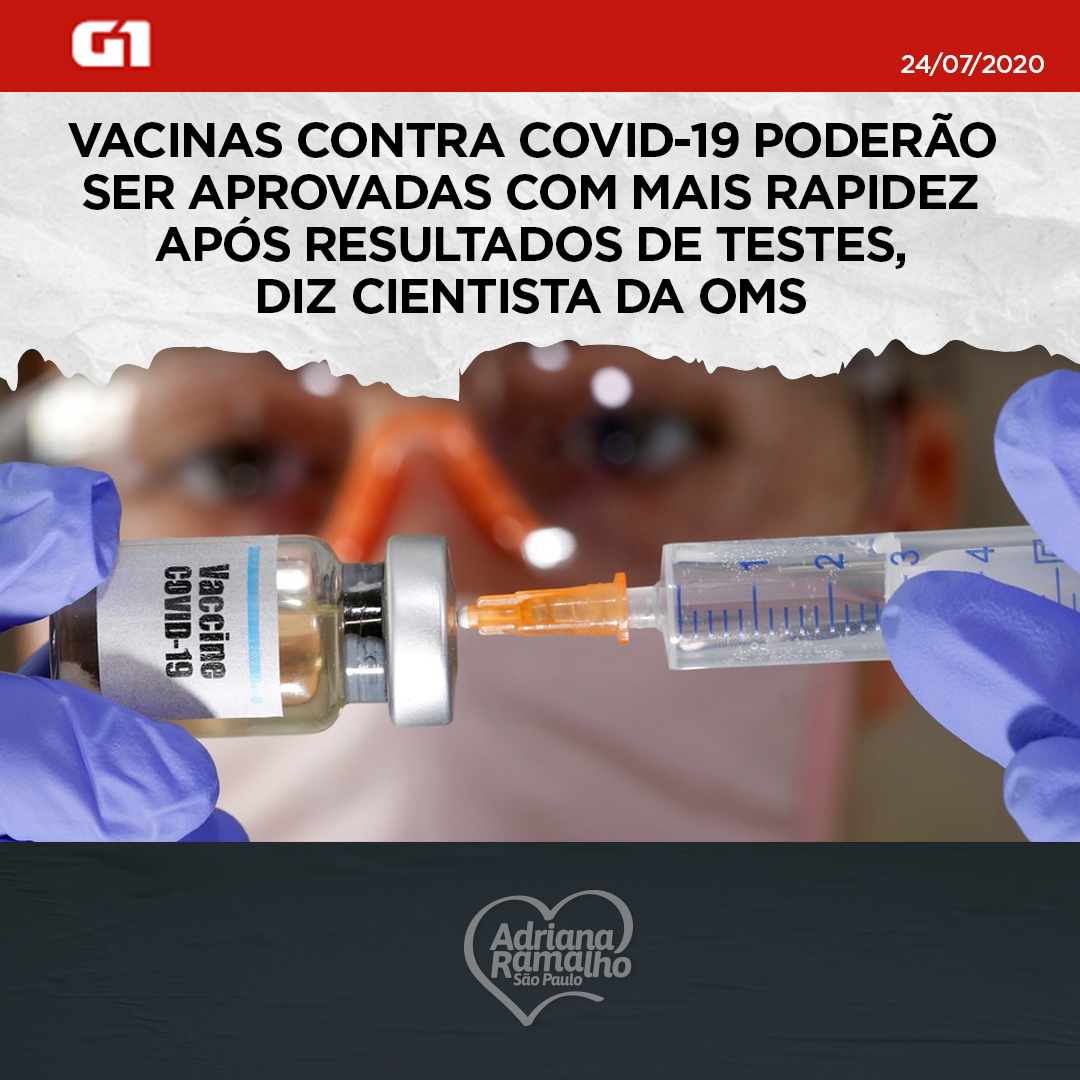 G1
24/07/2020
VACINAS CONTRA COVID-19 PODERÃO
SER APROVADAS COM MAIS RAPIDEZ
APÓS RESULTADOS DE TESTES,
DIZ CIENTISTA DA OMS
Vaccine
COVID-19
1 2 3 4 5
Adriana
Ramalho
São Paulo